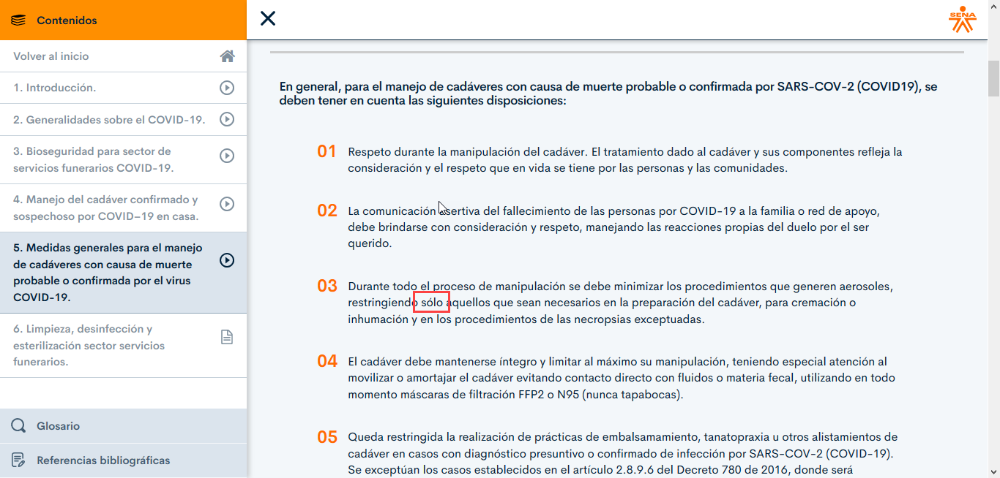 Contenidos
Volver al inicio
1. Introducción.
2. Generalidades sobre el COVID-19.
3. Bioseguridad para sector de
servicios funerarios COVID-19.
4. Manejo del cadáver confirmado y
sospechoso por COVID–19 en casa.
5. Medidas generales para el manejo
de cadáveres con causa de muerte
probable o confirmada por el virus
COVID-19.
6. Limpieza, desinfección y
esterilización sector servicios
funerarios.
Glosario
Referencias bibliográficas
SENA
En general, para el manejo de cadáveres con causa de muerte probable o confirmada por SARS-COV-2 (COVID19), se
deben tener en cuenta las siguientes disposiciones:
01 Respeto durante la manipulación del cadáver. El tratamiento dado al cadáver y sus componentes refleja la
consideración y el respeto que en vida se tiene por las personas y las comunidades.
02 La comunicación asertiva del fallecimiento de las personas por COVID-19 a la familia o red de apoyo,
debe brindarse con consideración y respeto, manejando las reacciones propias del duelo por el ser
querido.
03 Durante todo el proceso de manipulación se debe minimizar los procedimientos que generen aerosoles,
restringiendo sólo aquellos que sean necesarios en la preparación del cadáver, para cremación o
inhumación y en los procedimientos de las necropsias exceptuadas.
04 El cadáver debe mantenerse íntegro y limitar al máximo su manipulación, teniendo especial atención al
movilizar o amortajar el cadáver evitando contacto directo con fluidos o materia fecal, utilizando en todo
momento máscaras de filtración FFP2 o N95 (nunca tapabocas).
05 Queda restringida la realización de prácticas de embalsamamiento, tanatopraxia u otros alistamientos de
cadáver en casos con diagnóstico presuntivo o confirmado de infección por SARS-COV-2 (COVID-19).
Se exceptúan los casos establecidos en el artículo 2.8.9.6 del Decreto 780 de 2016, donde será